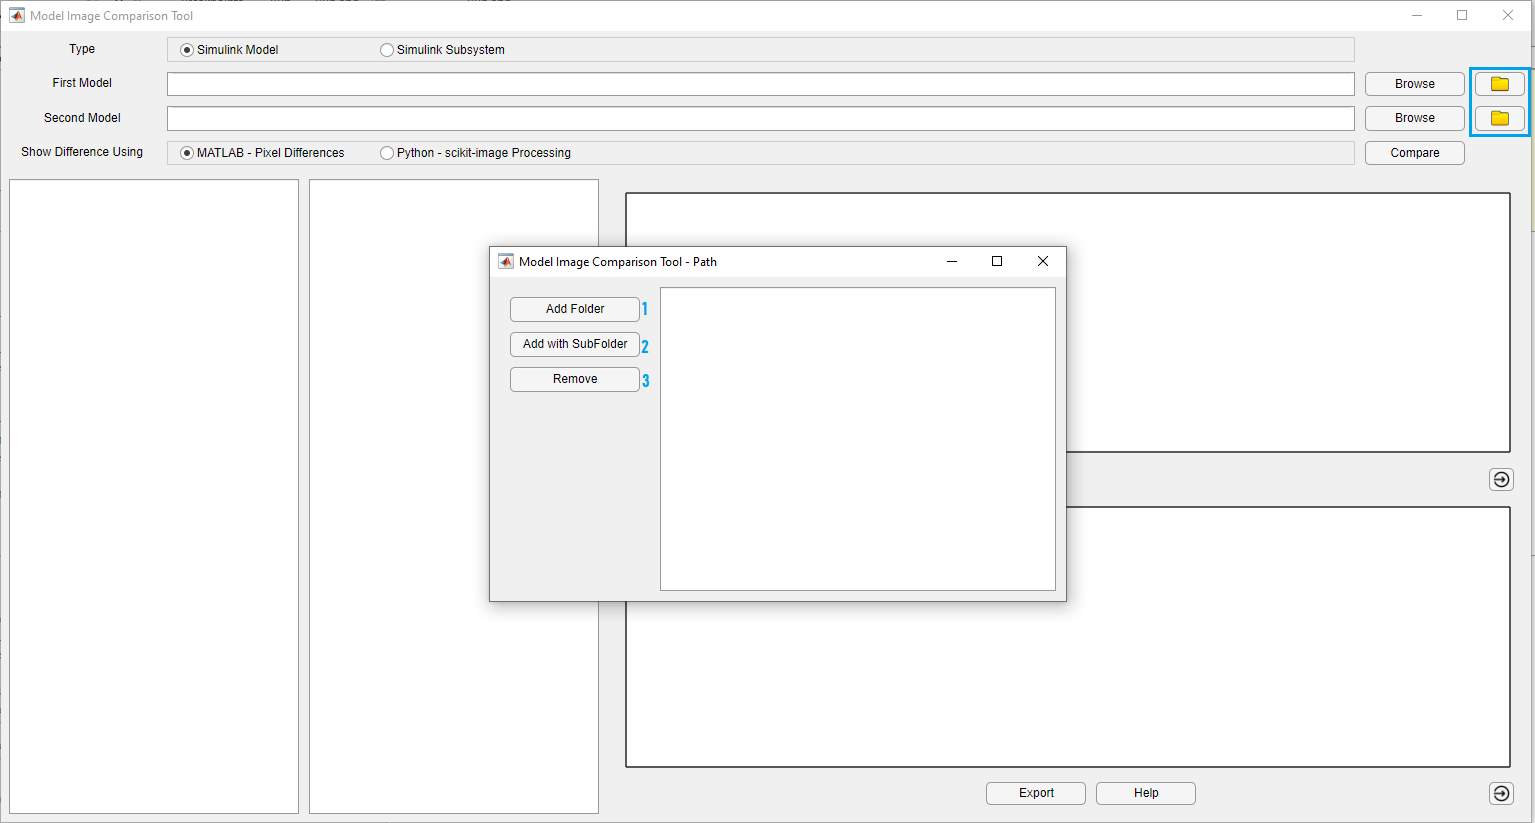 Model Image Comparison Tool
Type Simulink Model Simulink Subsystem
First Model Browse
Second Model Browse
Show Difference Using MATLAB - Pixel Differences Python - scikit-image Processing Compare
Model Image Comparison Tool - Path
Add Folder 1
Add with SubFolder 2
Remove 3
Export Help